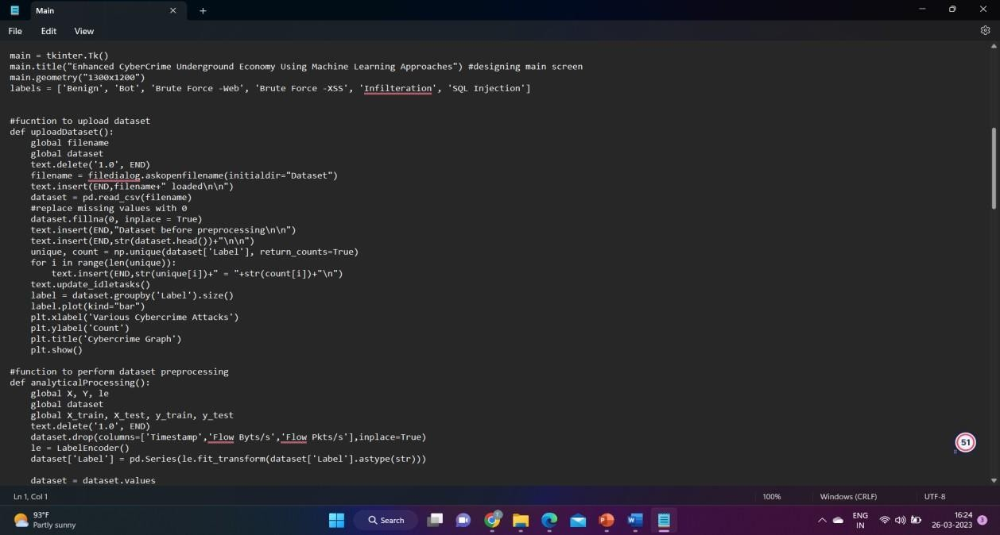 Main
File Edit View
main = tkinter.Tk()
main.title("Enhanced CyberCrime Underground Economy Using Machine Learning Approaches") #designing main screen
main.geometry("1300x1200")
labels = ['Benign', 'Bot', 'Brute Force -Web', 'Brute Force -XSS', 'Infilteration', 'SQL Injection']
#fucntion to upload dataset
def uploadDataset():
    global filename
    global dataset
    text.delete('1.0', END)
    filename = filedialog.askopenfilename(initialdir="Dataset")
    text.insert(END,filename+" loaded\n\n")
    dataset = pd.read_csv(filename)
    #replace missing values with 0
    dataset.fillna(0, inplace = True)
    text.insert(END,"Dataset before preprocessing\n\n")
    text.insert(END,str(dataset.head())+"\n\n")
    unique, count = np.unique(dataset['Label'], return_counts=True)
    for i in range(len(unique)):
        text.insert(END,str(unique[i])+" = "+str(count[i])+"\n")
    text.update_idletasks()
    label = dataset.groupby('Label').size()
    label.plot(kind="bar")
    plt.xlabel('Various Cybercrime Attacks')
    plt.ylabel('Count')
    plt.title('Cybercrime Graph')
    plt.show()
#function to perform dataset preprocessing
def analyticalProcessing():
    global X, Y, le
    global dataset
    global X_train, X_test, y_train, y_test
    text.delete('1.0', END)
    dataset.drop(columns=['Timestamp','Flow Byts/s','Flow Pkts/s'],inplace=True)
    le = LabelEncoder()
    dataset['Label'] = pd.Series(le.fit_transform(dataset['Label'].astype(str)))
    dataset = dataset.values
51
Ln 1, Col 1 100% Windows (CRLF) UTF-8
93°F
Partly sunny
Search
ENG
IN
16:24
26-03-2023
3